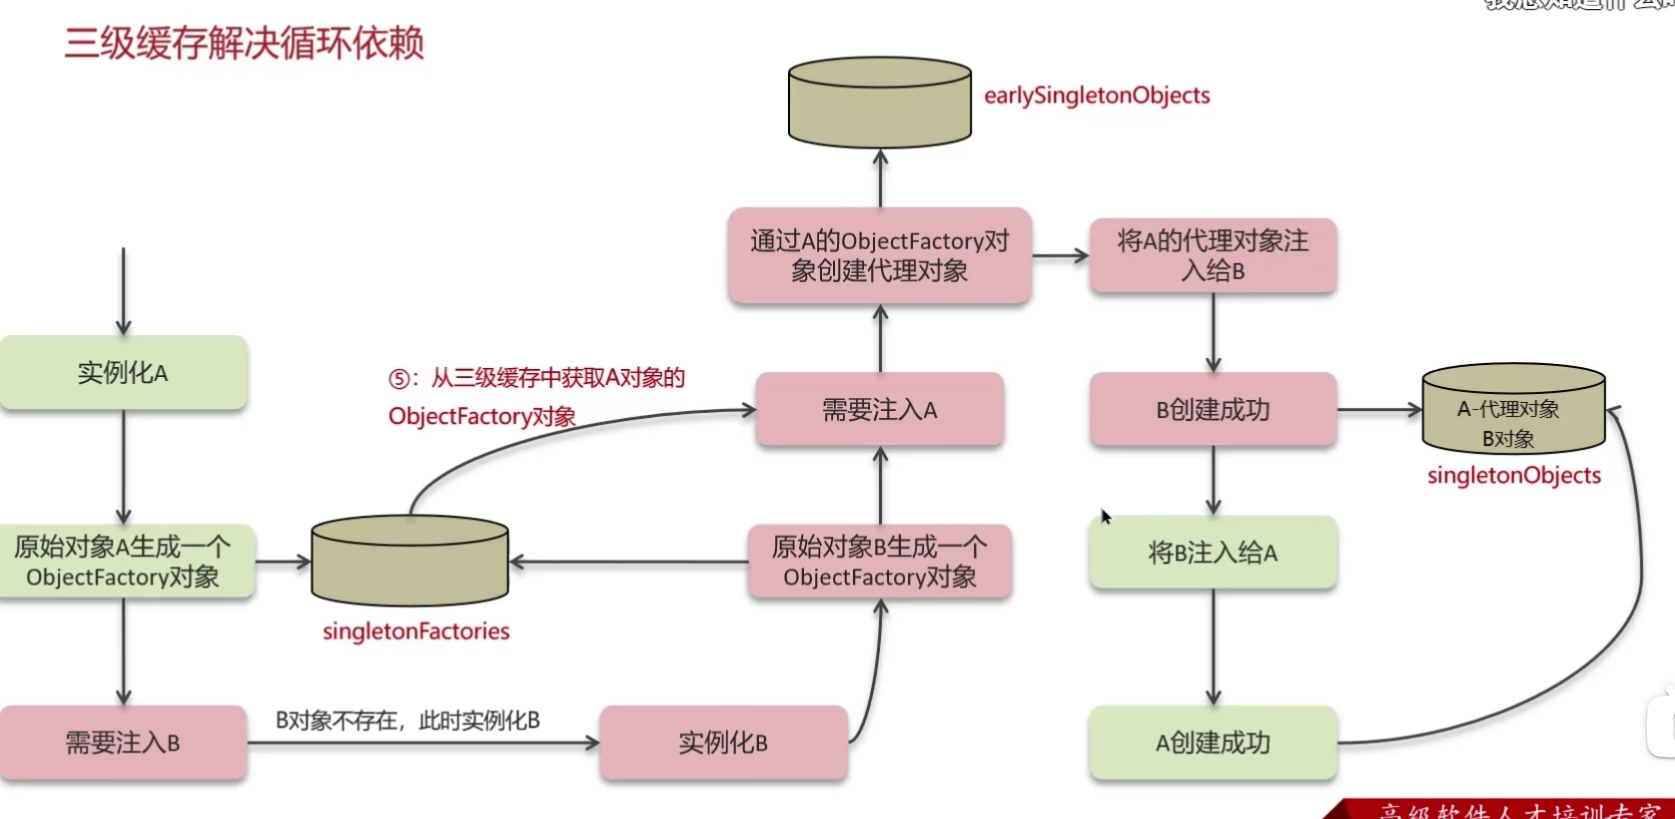 三级缓存解决循环依赖
earlySingletonObjects
通过A的ObjectFactory对
象创建代理对象
将A的代理对象注
入给B
实例化A
⑤：从三级缓存中获取A对象的
ObjectFactory对象
需要注入A
B创建成功
A-代理对象
B对象
singletonObjects
原始对象A生成一个
ObjectFactory对象
singletonFactories
原始对象B生成一个
ObjectFactory对象
将B注入给A
需要注入B
B对象不存在，此时实例化B
实例化B
A创建成功
高级软件人才培训专家